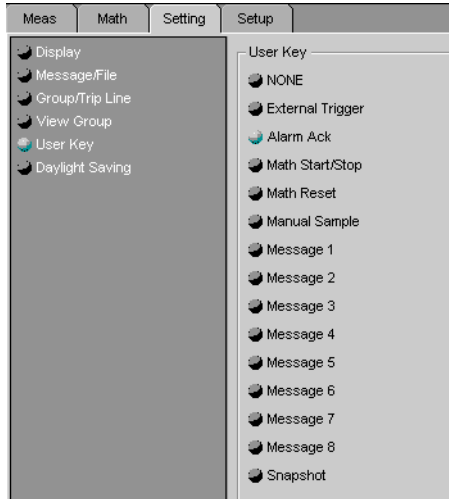 Meas Math Setting Setup
Display
Message/File
Group/Trip Line
View Group
User Key
Daylight Saving
User Key
NONE
External Trigger
Alarm Ack
Math Start/Stop
Math Reset
Manual Sample
Message 1
Message 2
Message 3
Message 4
Message 5
Message 6
Message 7
Message 8
Snapshot